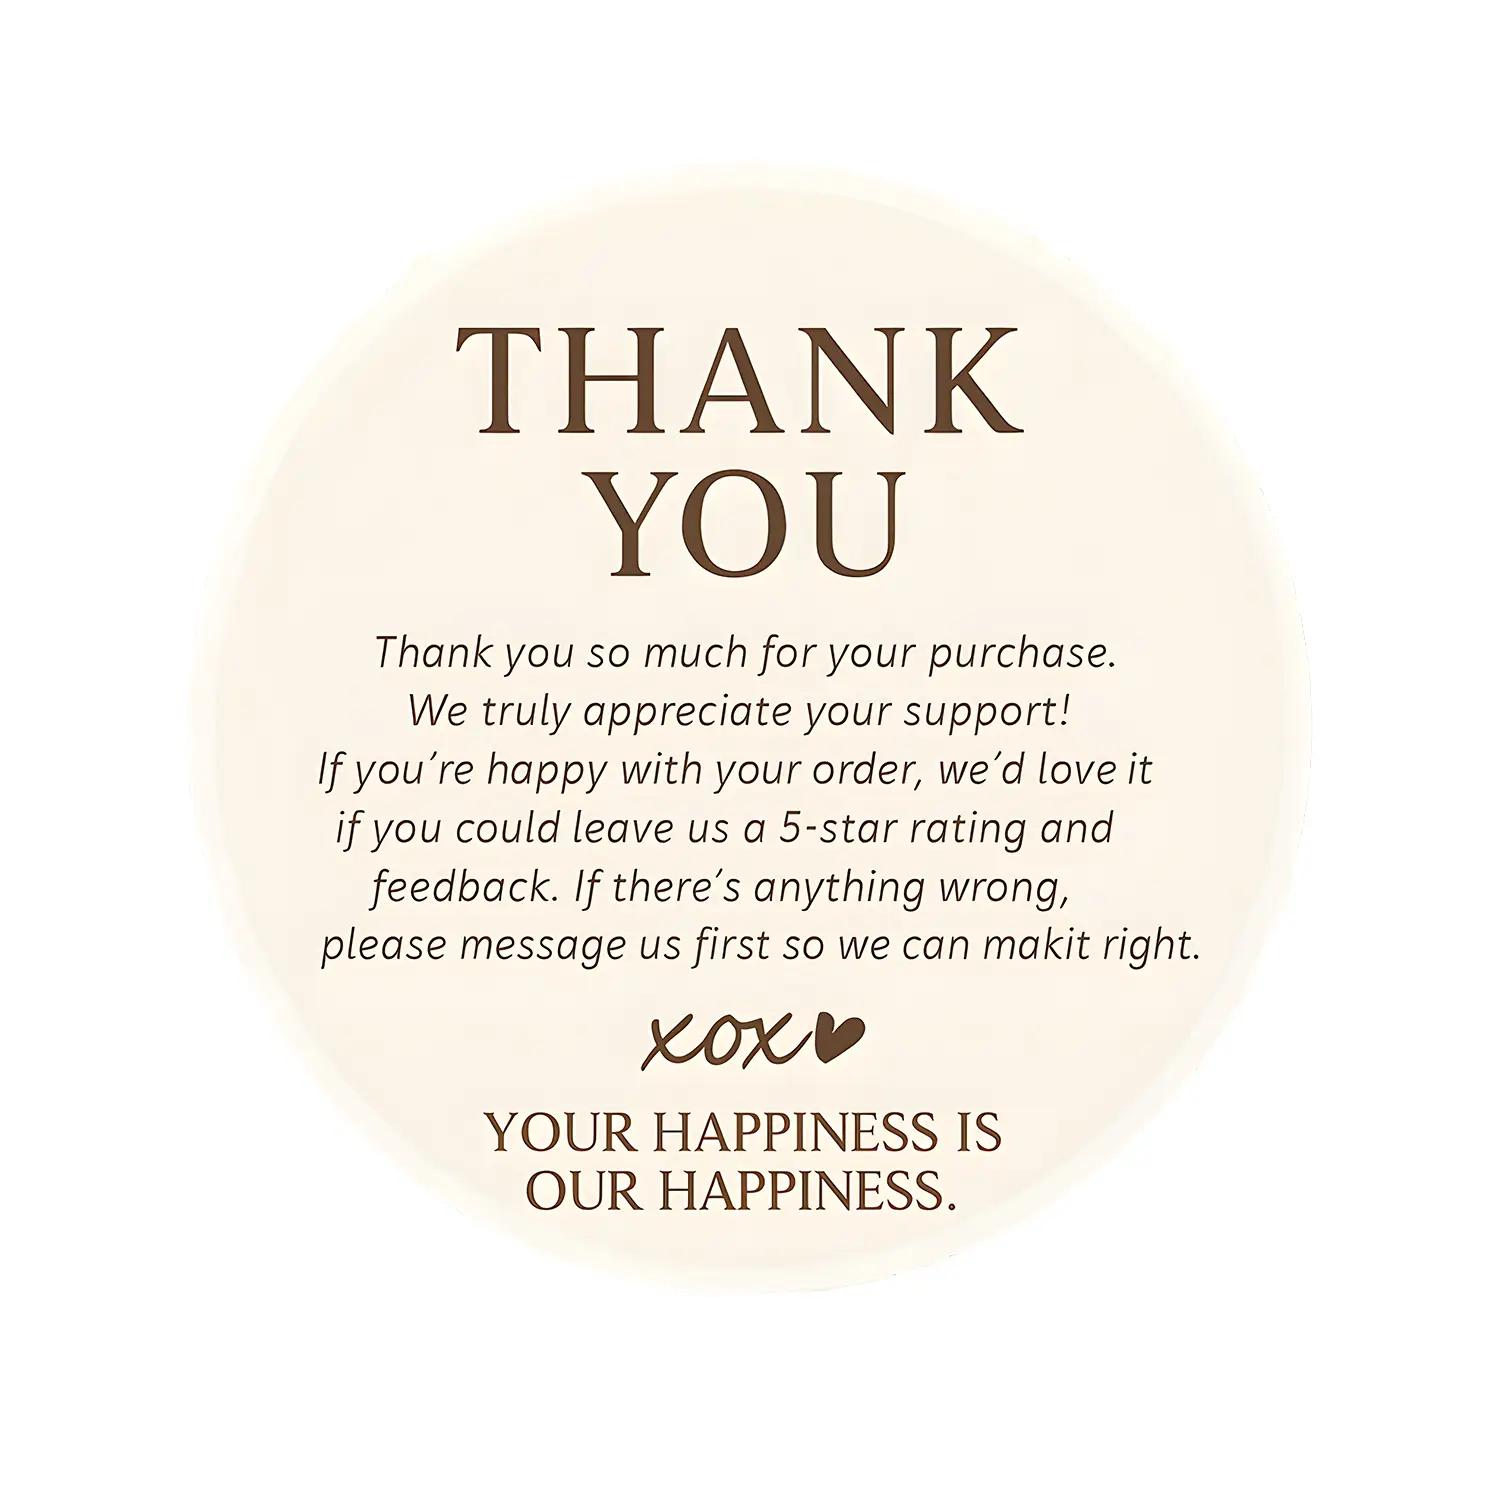 THANK
YOU
Thank you so much for your purchase.
We truly appreciate your support!
If you’re happy with your order, we’d love it
if you could leave us a 5-star rating and
feedback. If there’s anything wrong,
please message us first so we can makit right.
xox
YOUR HAPPINESS IS
OUR HAPPINESS.